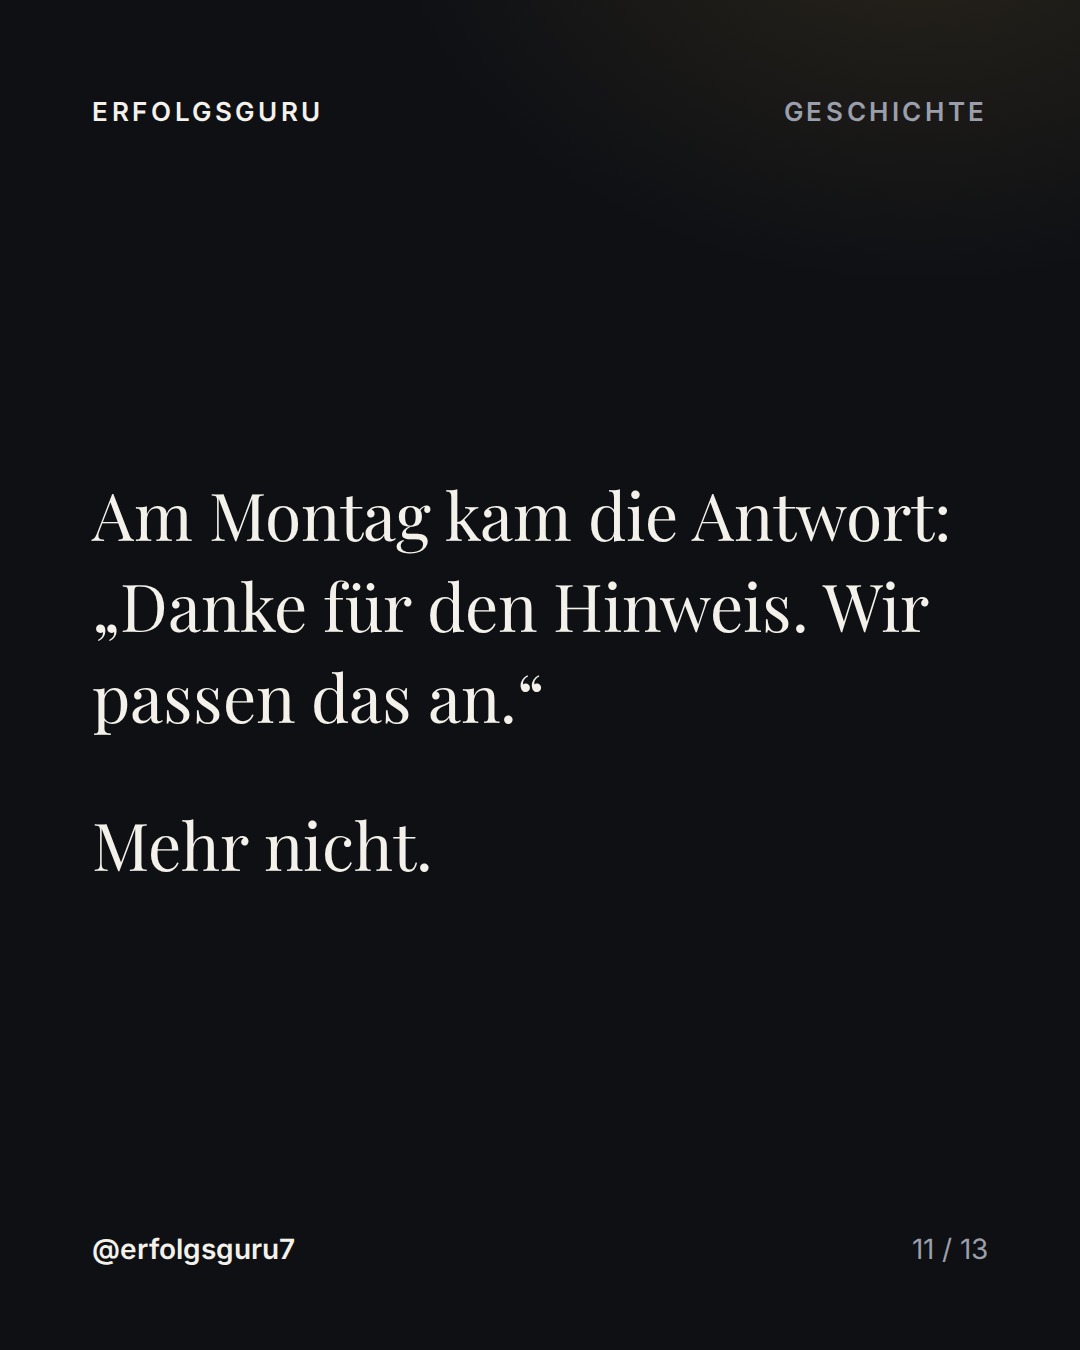 ERFOLGSGURU
GESCHICHTE
Am Montag kam die Antwort:
„Danke für den Hinweis. Wir
passen das an.“
Mehr nicht.
@erfolgsguru7
11 / 13